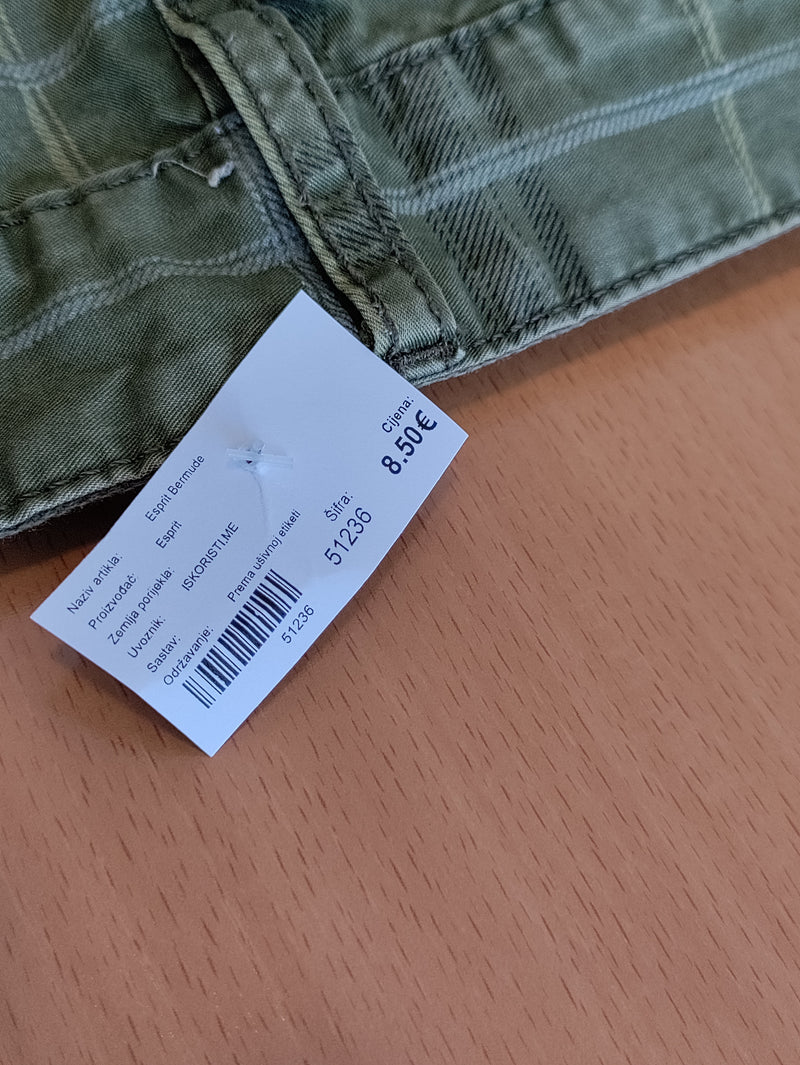 Naziv artikla: Esprit Bermude
Proizvođač: Esprit
Zemlja porijekla:
Uvoznik: ISKORISTI.ME
Sastav:
Održavanje: Prema ušivnoj etiketi
51236
Šifra:
51236
Cijena:
8.50€